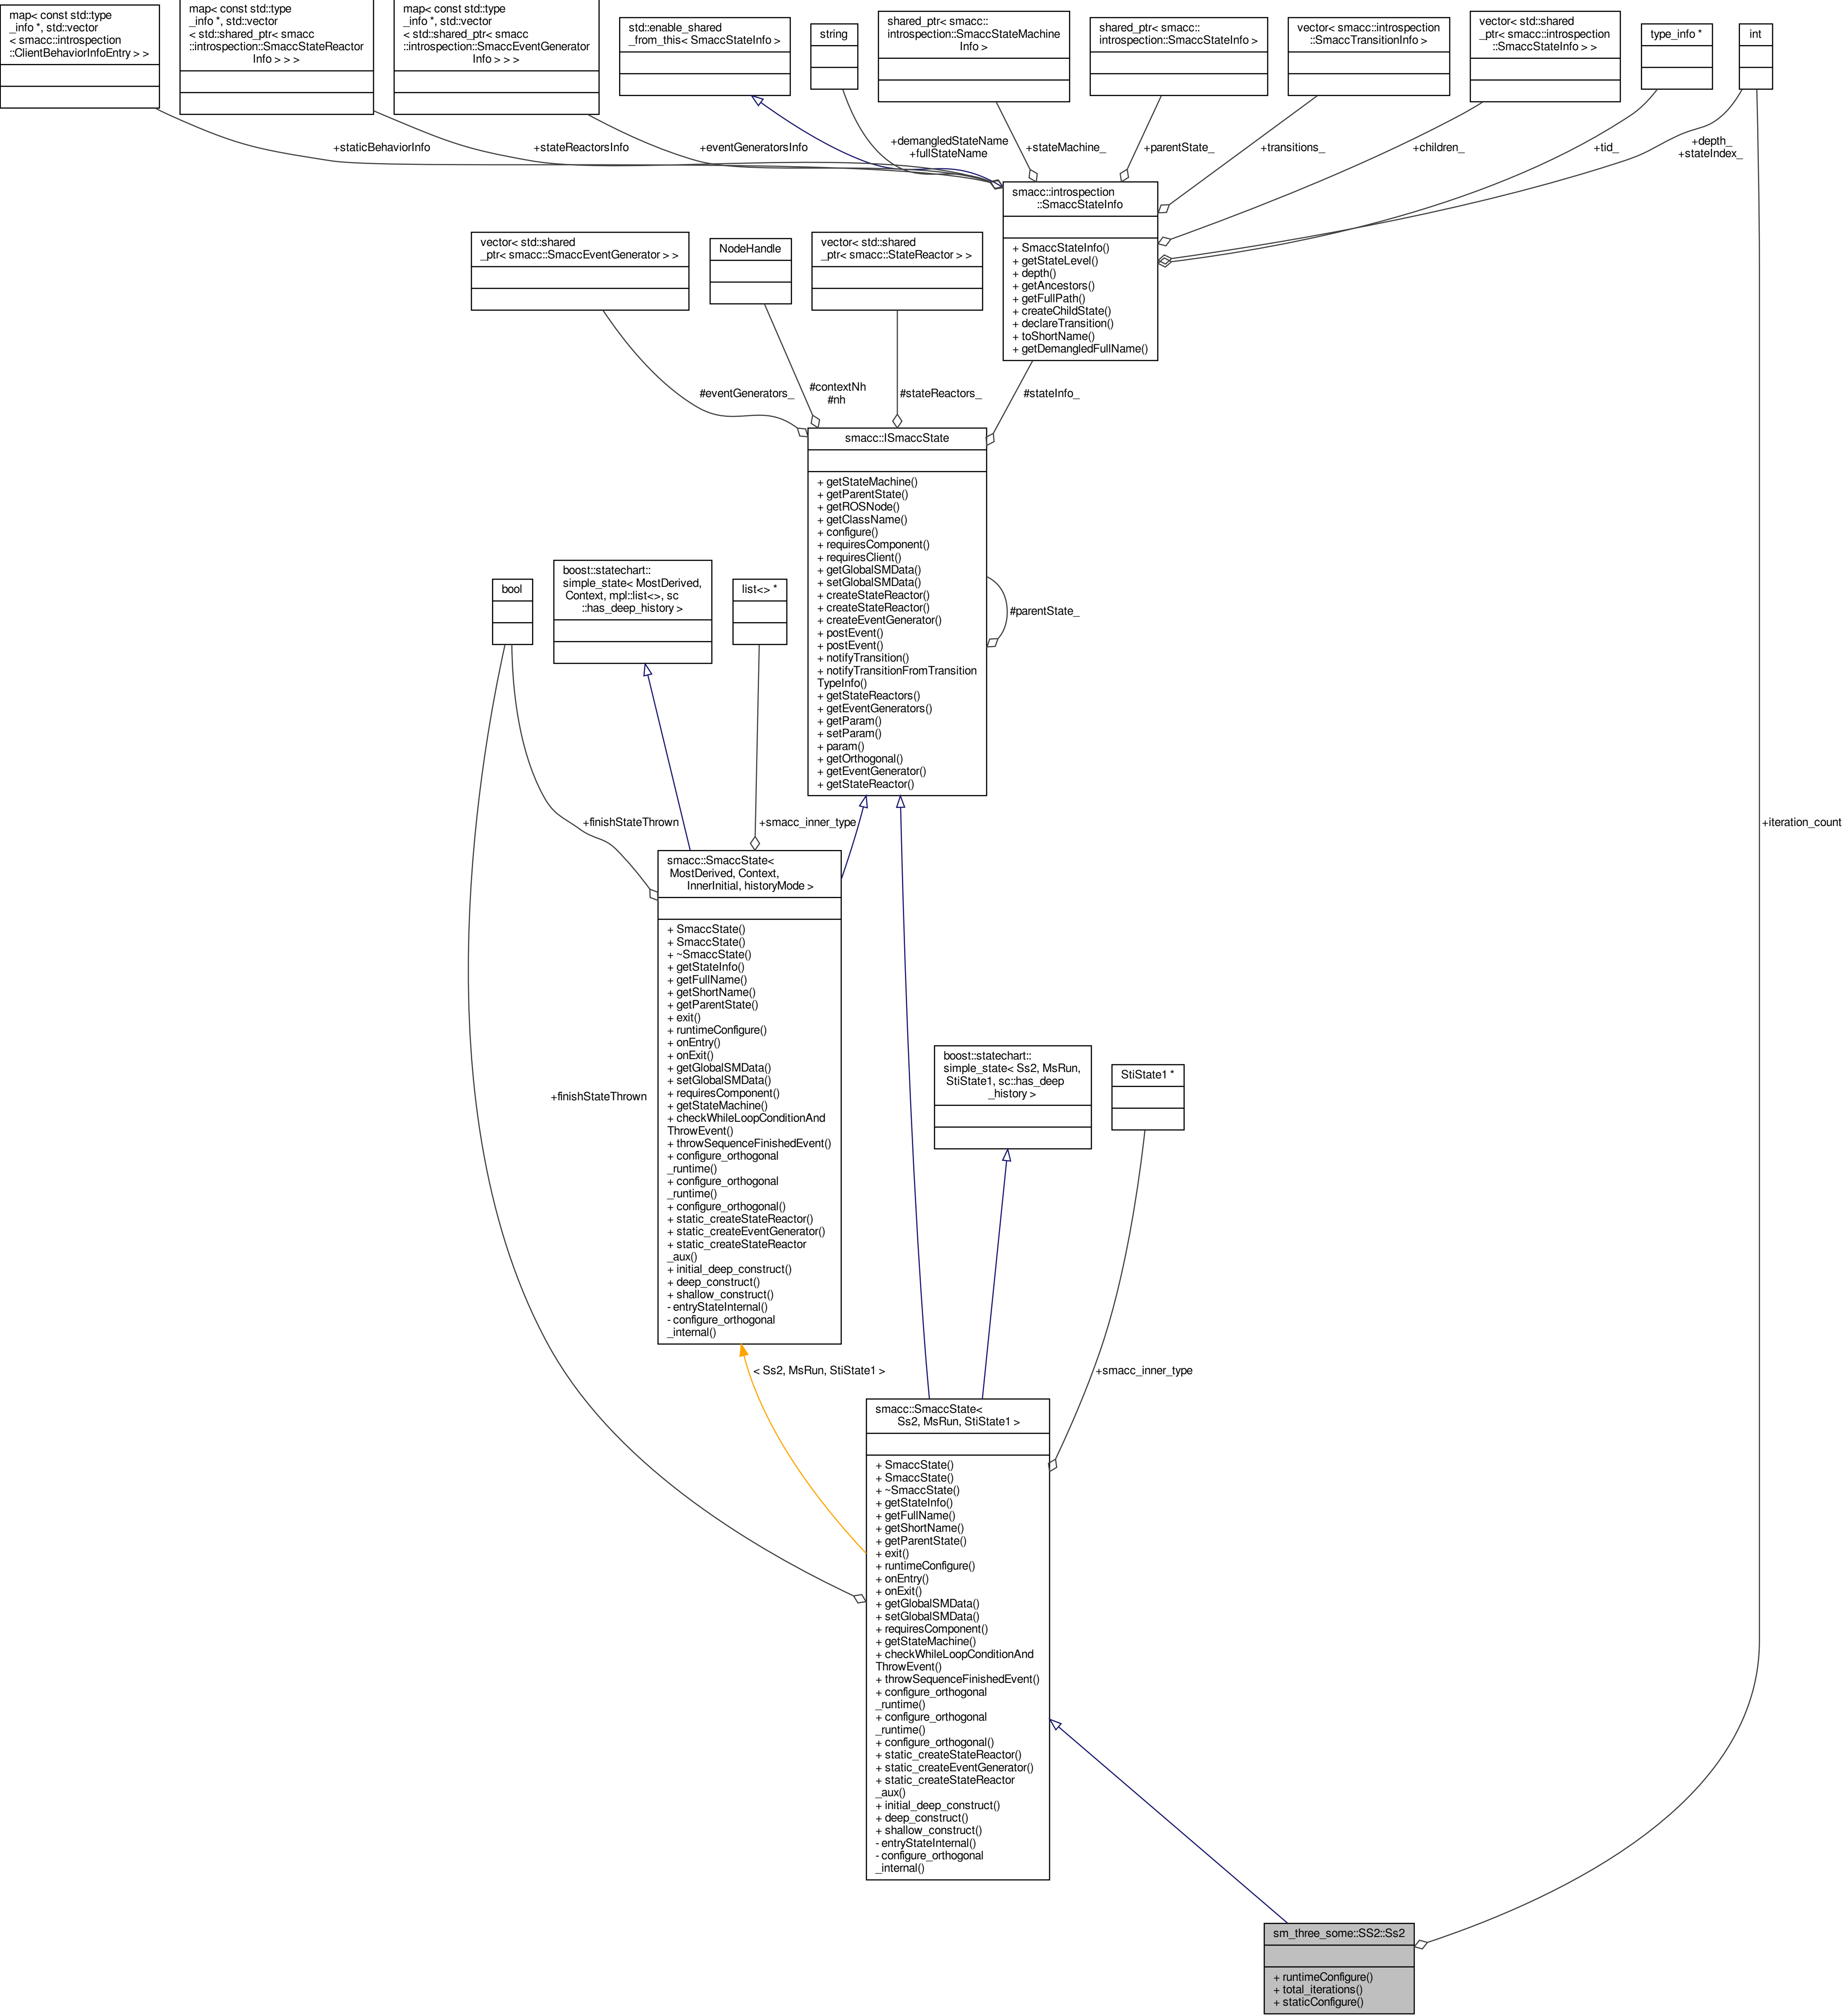 map< const std::type
_info *, std::vector
< smacc::introspection
::ClientBehaviorInfoEntry > >
map< const std::type
_info *, std::vector
< std::shared_ptr< smacc
::introspection::SmaccStateReactor
Info > > >
map< const std::type
_info *, std::vector
< std::shared_ptr< smacc
::introspection::SmaccEventGenerator
Info > > >
std::enable_shared
_from_this< SmaccStateInfo >
string
shared_ptr< smacc::
introspection::SmaccStateMachine
Info >
shared_ptr< smacc::
introspection::SmaccStateInfo >
vector< smacc::introspection
::SmaccTransitionInfo >
vector< std::shared
_ptr< smacc::introspection
::SmaccStateInfo > >
type_info *
int
+staticBehaviorInfo
+stateReactorsInfo
+eventGeneratorsInfo
+demangledStateName
+fullStateName
+stateMachine_
+parentState_
+transitions_
+children_
+tid_
+depth_
+stateIndex_
smacc::introspection
::SmaccStateInfo
+ SmaccStateInfo()
+ getStateLevel()
+ depth()
+ getAncestors()
+ getFullPath()
+ createChildState()
+ declareTransition()
+ toShortName()
+ getDemangledFullName()
vector< std::shared
_ptr< smacc::SmaccEventGenerator > >
NodeHandle
vector< std::shared
_ptr< smacc::StateReactor > >
#eventGenerators_
#contextNh
#nh
#stateReactors_
#stateInfo_
smacc::ISmaccState
+ getStateMachine()
+ getParentState()
+ getROSNode()
+ getClassName()
+ configure()
+ requiresComponent()
+ requiresClient()
+ getGlobalSMData()
+ setGlobalSMData()
+ createStateReactor()
+ createStateReactor()
+ createEventGenerator()
+ postEvent()
+ postEvent()
+ notifyTransition()
+ notifyTransitionFromTransition
TypeInfo()
+ getStateReactors()
+ getEventGenerators()
+ getParam()
+ setParam()
+ param()
+ getOrthogonal()
+ getEventGenerator()
+ getStateReactor()
#parentState_
bool
boost::statechart::
simple_state< MostDerived,
Context, mpl::list<>, sc
::has_deep_history >
list<> *
+finishStateThrown
+smacc_inner_type
+iteration_count
smacc::SmaccState<
MostDerived, Context,
InnerInitial, historyMode >
+ SmaccState()
+ SmaccState()
+ ~SmaccState()
+ getStateInfo()
+ getFullName()
+ getShortName()
+ getParentState()
+ exit()
+ runtimeConfigure()
+ onEntry()
+ onExit()
+ getGlobalSMData()
+ setGlobalSMData()
+ requiresComponent()
+ getStateMachine()
+ checkWhileLoopConditionAnd
ThrowEvent()
+ throwSequenceFinishedEvent()
+ configure_orthogonal
_runtime()
+ configure_orthogonal
_runtime()
+ configure_orthogonal()
+ static_createStateReactor()
+ static_createEventGenerator()
+ static_createStateReactor
_aux()
+ initial_deep_construct()
+ deep_construct()
+ shallow_construct()
- entryStateInternal()
- configure_orthogonal
_internal()
+finishStateThrown
boost::statechart::
simple_state< Ss2, MsRun,
StiState1, sc::has_deep
_history >
StiState1 *
< Ss2, MsRun, StiState1 >
+smacc_inner_type
smacc::SmaccState<
Ss2, MsRun, StiState1 >
+ SmaccState()
+ SmaccState()
+ ~SmaccState()
+ getStateInfo()
+ getFullName()
+ getShortName()
+ getParentState()
+ exit()
+ runtimeConfigure()
+ onEntry()
+ onExit()
+ getGlobalSMData()
+ setGlobalSMData()
+ requiresComponent()
+ getStateMachine()
+ checkWhileLoopConditionAnd
ThrowEvent()
+ throwSequenceFinishedEvent()
+ configure_orthogonal
_runtime()
+ configure_orthogonal
_runtime()
+ configure_orthogonal()
+ static_createStateReactor()
+ static_createEventGenerator()
+ static_createStateReactor
_aux()
+ initial_deep_construct()
+ deep_construct()
+ shallow_construct()
- entryStateInternal()
- configure_orthogonal
_internal()
sm_three_some::SS2::Ss2
+ runtimeConfigure()
+ total_iterations()
+ staticConfigure()